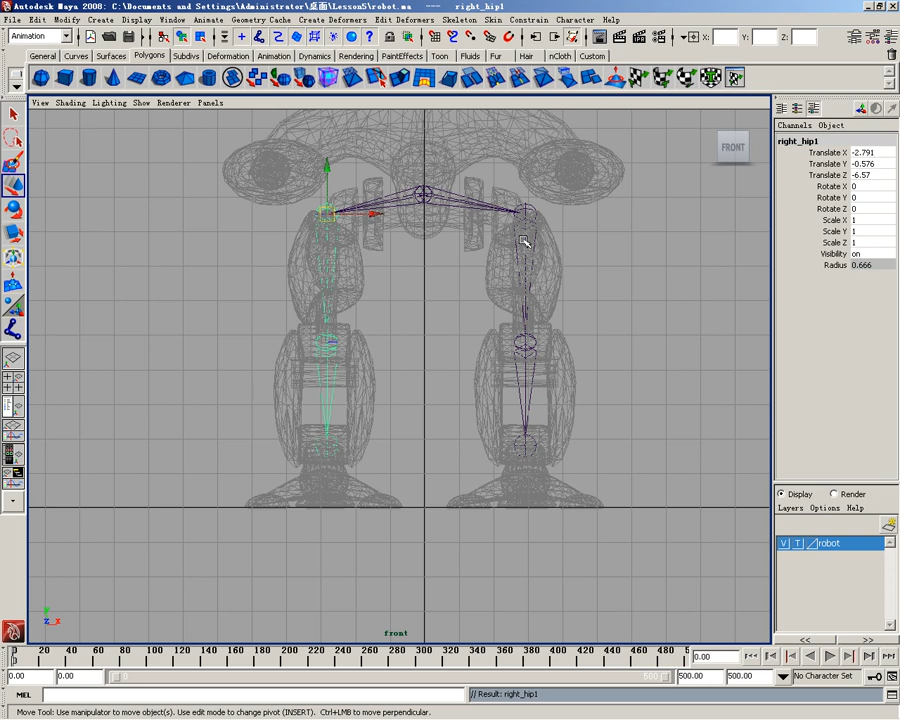 Autodesk Maya 2008: C:\Documents and Settings\Administrator\桌面\Lesson5\robot.ma --- right_hip1
File Edit Modify Create Display Window Animate Geometry Cache Create Deformers Edit Deformers Skeleton Skin Constrain Character Help
Animation X: Y: Z:
General Curves Surfaces Polygons Subdivs Deformation Animation Dynamics Rendering PaintEffects Toon Fluids Fur Hair nCloth Custom
View Shading Lighting Show Renderer Panels
Channels Object
right_hip1
Translate X -2.791
Translate Y -0.576
Translate Z -6.57
Rotate X 0
Rotate Y 0
Rotate Z 0
Scale X 1
Scale Y 1
Scale Z 1
Visibility on
Radius 0.666
FRONT
y
z x
front
Display Render
Layers Options Help
V T robot
<< >>
20 40 60 80 100 120 140 160 180 200 220 240 260 280 300 320 340 360 380 400 420 440 460 480
0.00
0.00 0.00 0 500 500.00 500.00 No Character Set
MEL // Result: right_hip1
Move Tool: Use manipulator to move object(s). Use edit mode to change pivot (INSERT). Ctrl+LMB to move perpendicular.